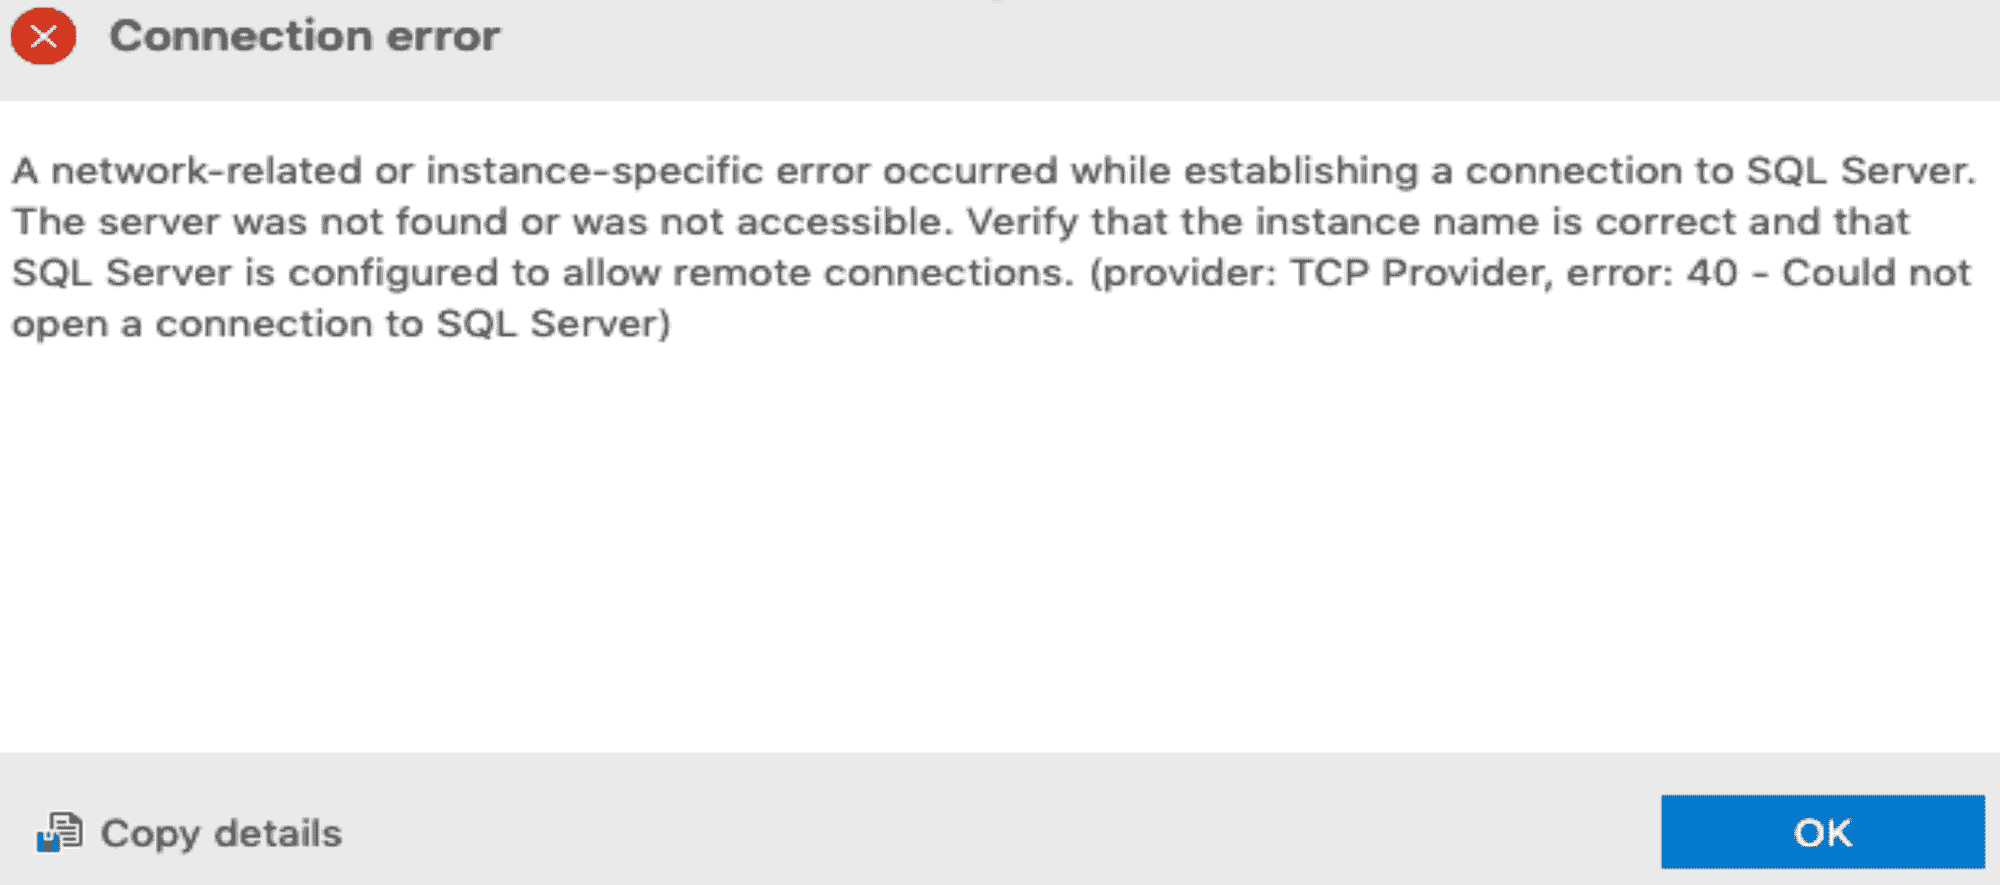 Connection error
A network-related or instance-specific error occurred while establishing a connection to SQL Server.
The server was not found or was not accessible. Verify that the instance name is correct and that
SQL Server is configured to allow remote connections. (provider: TCP Provider, error: 40 - Could not
open a connection to SQL Server)
Copy details
OK